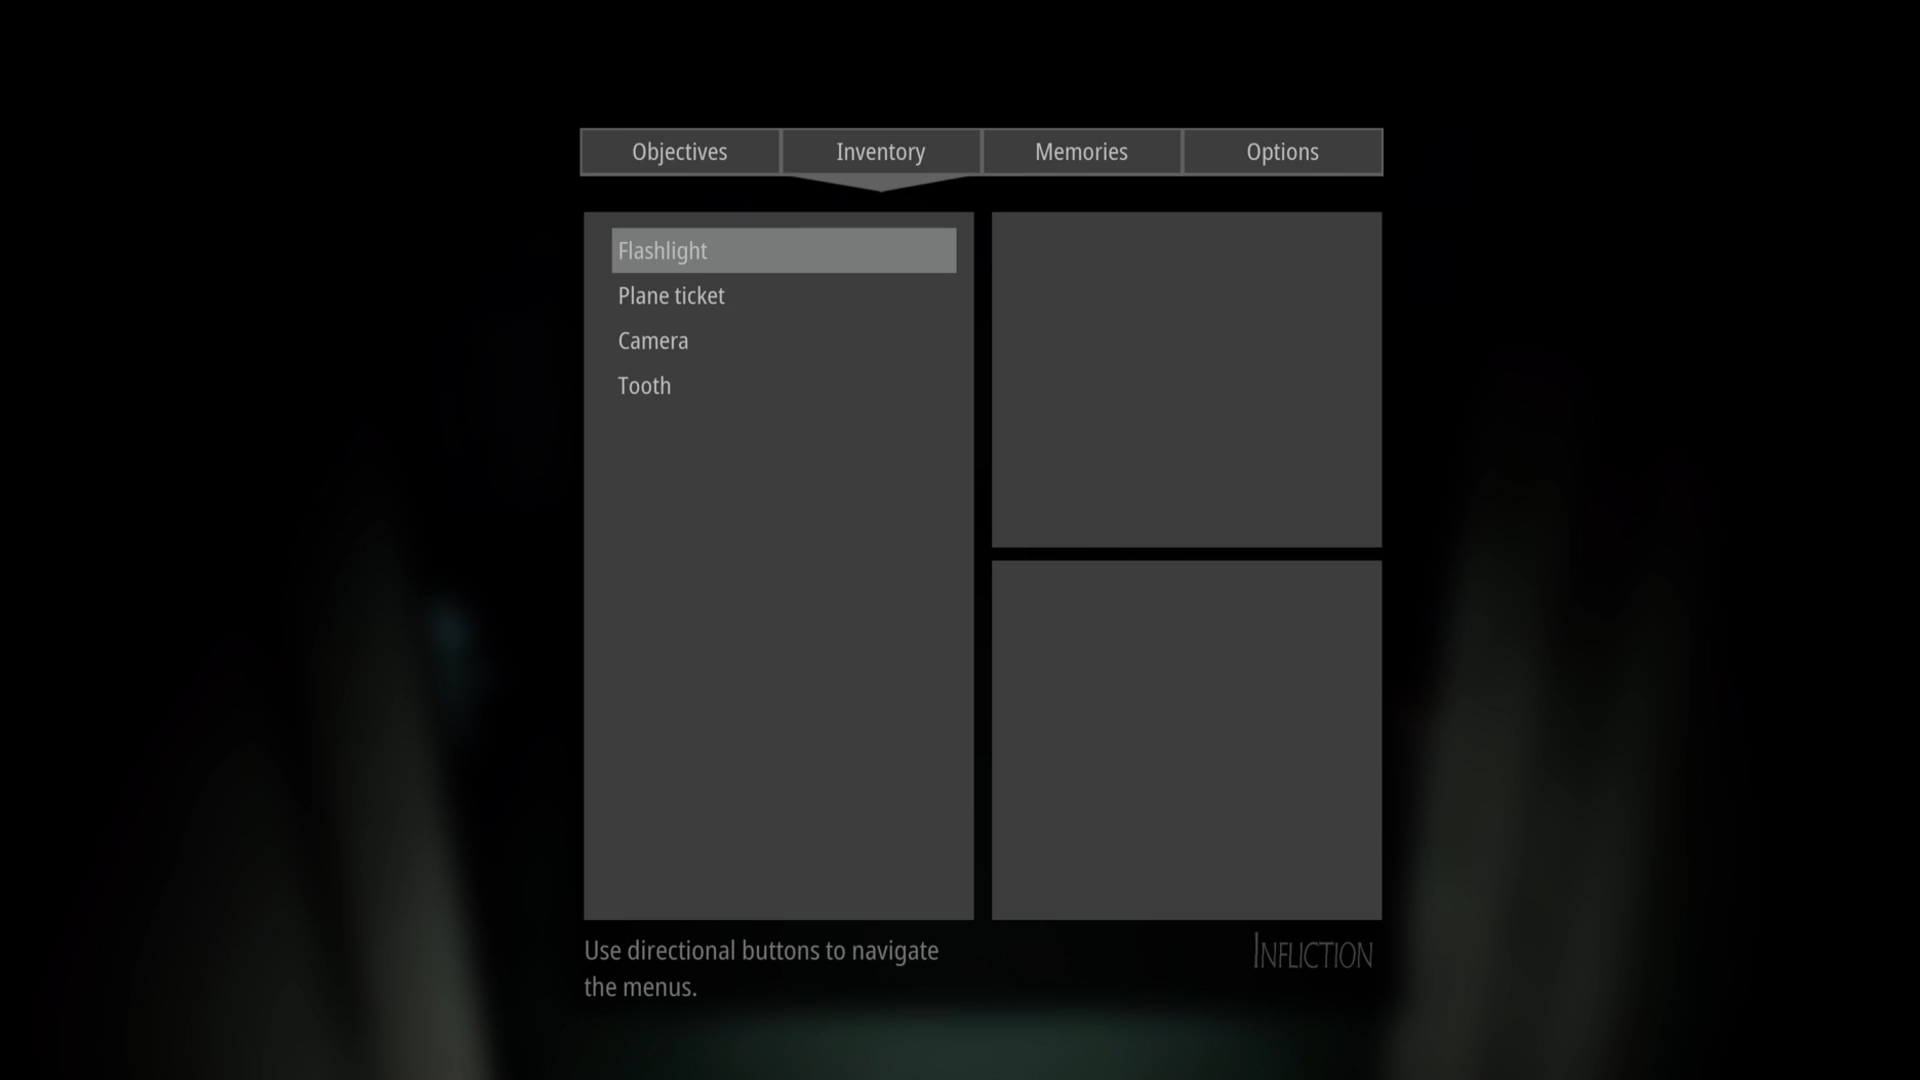 Objectives
Inventory
Memories
Options
Flashlight
Plane ticket
Camera
Tooth
Use directional buttons to navigate
the menus.
INFLICTION